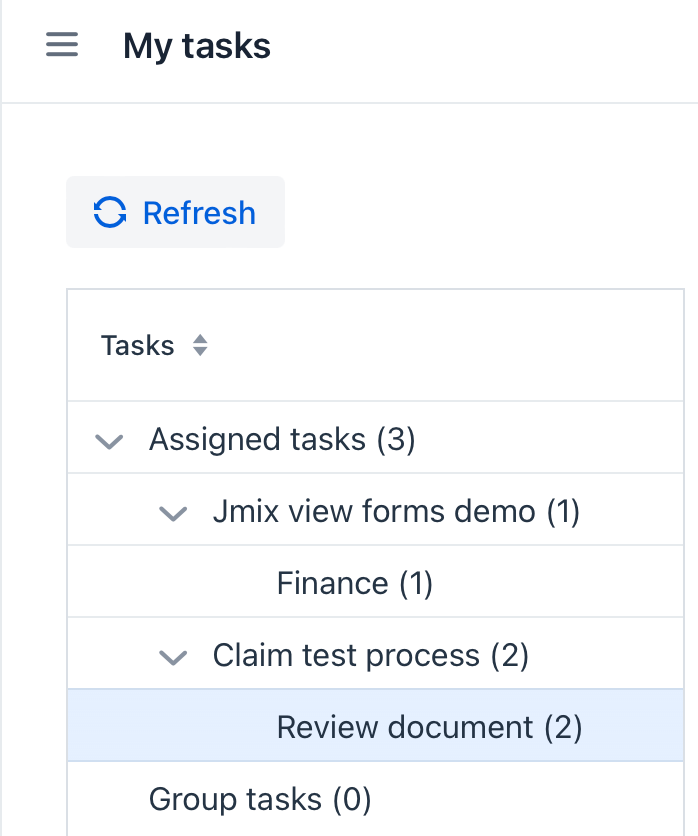 My tasks
Refresh
Tasks
Assigned tasks (3)
Jmix view forms demo (1)
Finance (1)
Claim test process (2)
Review document (2)
Group tasks (0)